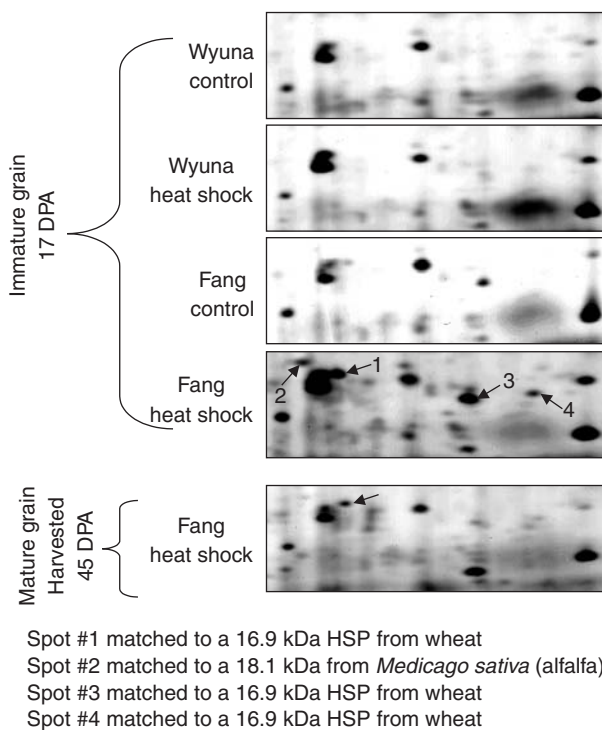 Immature grain
17 DPA
Wyuna
control
Wyuna
heat shock
Fang
control
Fang
heat shock
1
2
3
4
Mature grain
Harvested
45 DPA
Fang
heat shock
Spot #1 matched to a 16.9 kDa HSP from wheat
Spot #2 matched to a 18.1 kDa from Medicago sativa (alfalfa)
Spot #3 matched to a 16.9 kDa HSP from wheat
Spot #4 matched to a 16.9 kDa HSP from wheat